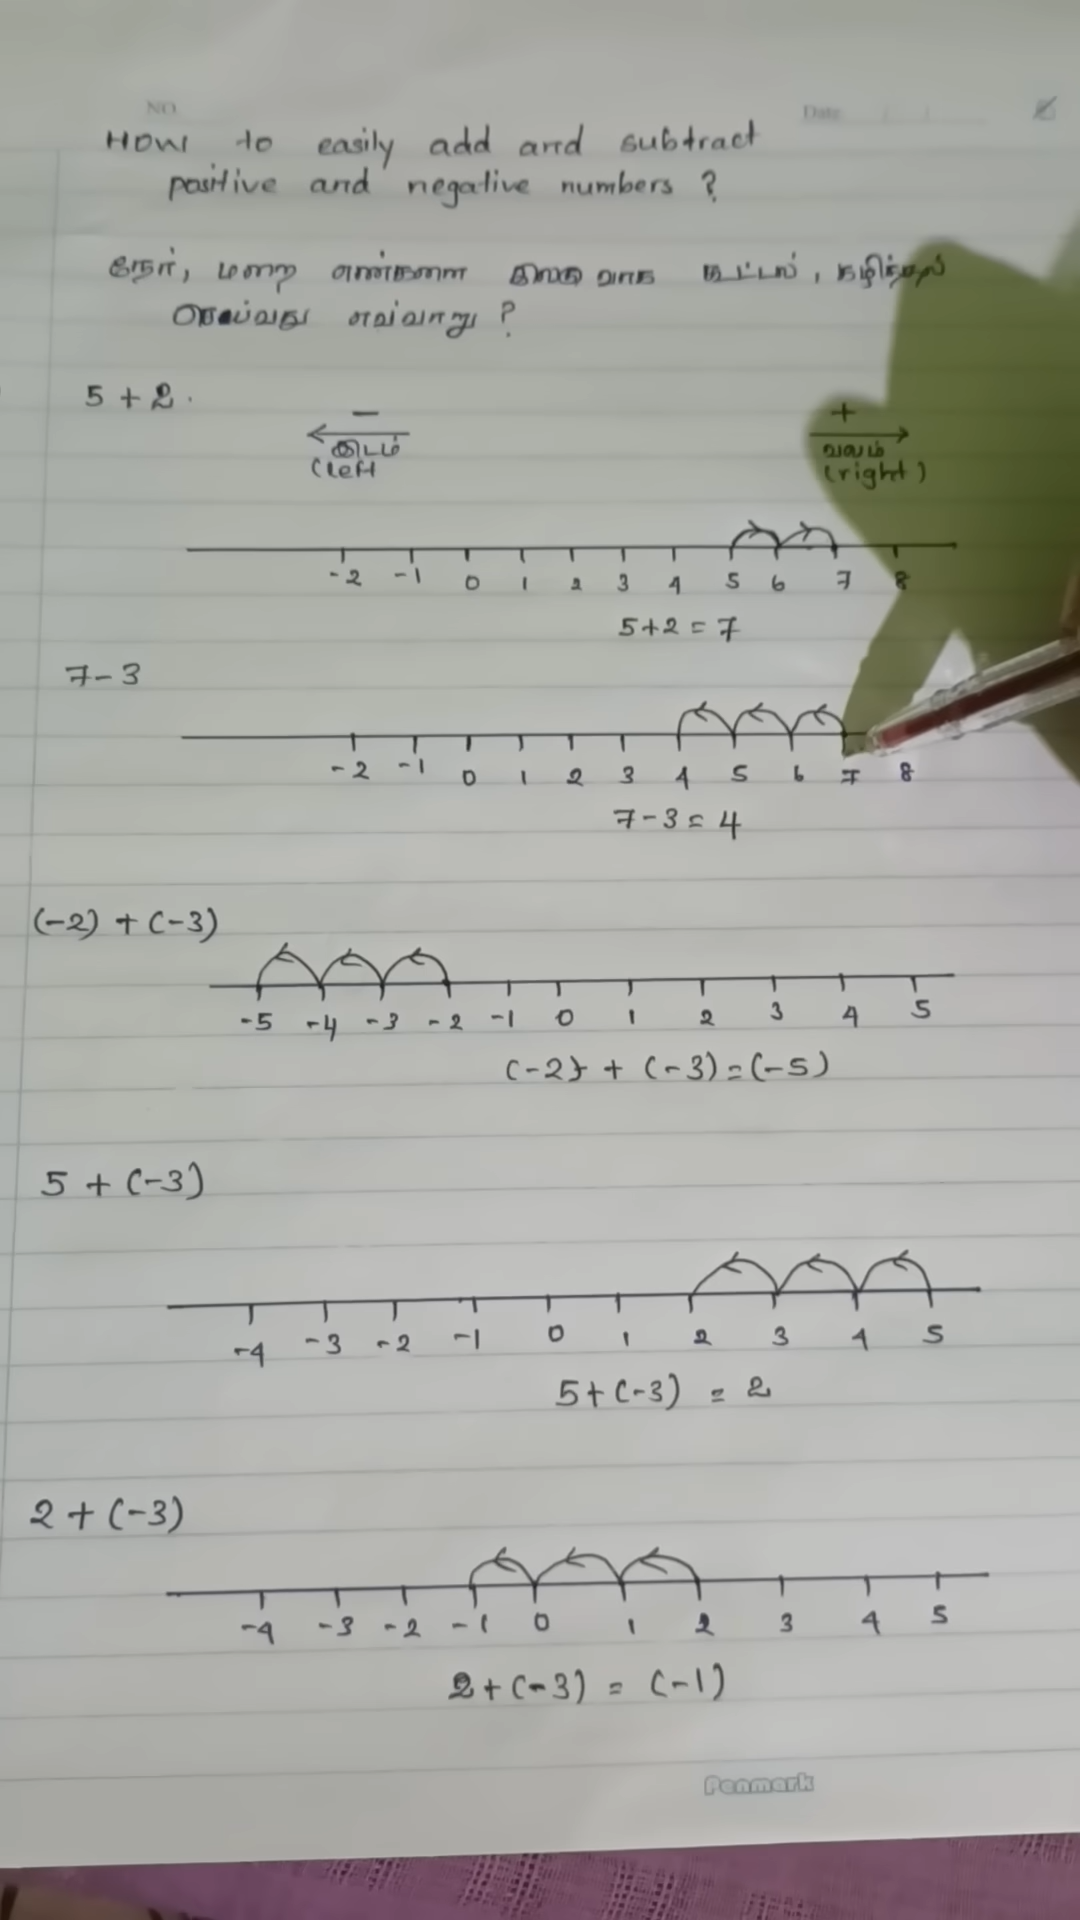 NO.
Date
How to easily add and subtract
positive and negative numbers ?
நேர், மறை எண்களை இலகுவாக கூட்டல், கழித்தல்
செய்வது எவ்வாறு ?
5 + 2.
− +
இடம் வலம்
(left (right)
-2 -1 0 1 2 3 4 5 6 7 8
5+2 = 7
7-3
-2 -1 0 1 2 3 4 5 6 7 8
7-3 = 4
(-2) + (-3)
-5 -4 -3 -2 -1 0 1 2 3 4 5
(-2) + (-3) = (-5)
5 + (-3)
-4 -3 -2 -1 0 1 2 3 4 5
5+(-3) = 2
2 + (-3)
-4 -3 -2 -1 0 1 2 3 4 5
2+(-3) = (-1)
Penmark